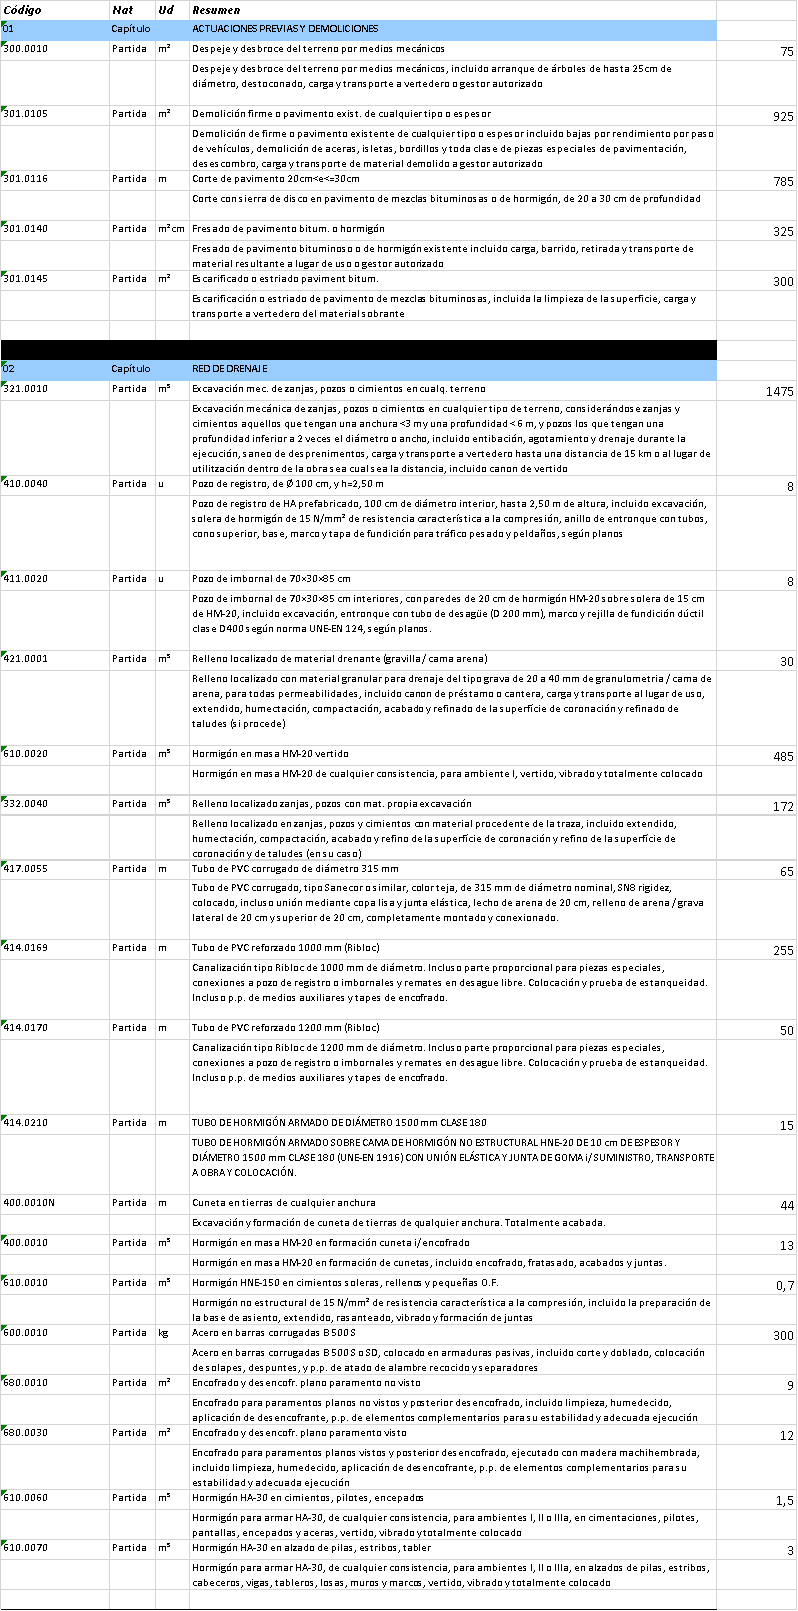 Código Nat Ud Resumen
01 Capítulo ACTUACIONES PREVIAS Y DEMOLICIONES
300.0010 Partida m² Despeje y desbroce del terreno por medios mecánicos 75
Despeje y desbroce del terreno por medios mecánicos, incluido arranque de árboles de hasta 25cm de
diámetro, destoconado, carga y transporte a vertedero o gestor autorizado
301.0105 Partida m² Demolición firme o pavimento exist. de cualquier tipo o espesor 925
Demolición de firme o pavimento existente de cualquier tipo o espesor incluido bajas por rendimiento por paso
de vehículos, demolición de aceras, isletas, bordillos y toda clase de piezas especiales de pavimentación,
desescombro, carga y transporte de material demolido a gestor autorizado
301.0116 Partida m Corte de pavimento 20cm<e<=30cm 785
Corte con sierra de disco en pavimento de mezclas bituminosas o de hormigón, de 20 a 30 cm de profundidad
301.0140 Partida m²cm Fresado de pavimento bitum. o hormigón 325
Fresado de pavimento bituminoso o de hormigón existente incluido carga, barrido, retirada y transporte de
material resultante a lugar de uso o gestor autorizado
301.0145 Partida m² Escarificado o estriado paviment bitum. 300
Escarificación o estriado de pavimento de mezclas bituminosas, incluida la limpieza de la superficie, carga y
transporte a vertedero del material sobrante
02 Capítulo RED DE DRENAJE
321.0010 Partida m³ Excavación mec. de zanjas, pozos o cimientos en cualq. terreno 1475
Excavación mecánica de zanjas, pozos o cimientos en cualquier tipo de terreno, considerándose zanjas y
cimientos aquellos que tengan una anchura <3 m y una profundidad < 6 m, y pozos los que tengan una
profundidad inferior a 2 veces el diámetro o ancho, incluido entibación, agotamiento y drenaje durante la
ejecución, saneo de desprenimientos, carga y transporte a vertedero hasta una distancia de 15 km o al lugar de
utilización dentro de la obra sea cual sea la distancia, incluido canon de vertido
410.0040 Partida u Pozo de registro, de Ø 100 cm, y h=2,50 m 8
Pozo de registro de HA prefabricado, 100 cm de diámetro interior, hasta 2,50 m de altura, incluido excavación,
solera de hormigón de 15 N/mm² de resistencia característica a la compresión, anillo de entronque con tubos,
cono superior, base, marco y tapa de fundición para tráfico pesado y peldaños, según planos
411.0020 Partida u Pozo de imbornal de 70×30×85 cm 8
Pozo de imbornal de 70×30×85 cm interiores, con paredes de 20 cm de hormigón HM-20 sobre solera de 15 cm
de HM-20, incluido excavación, entronque con tubo de desagüe (D 200 mm), marco y rejilla de fundición dúctil
clase D400 según norma UNE-EN 124, según planos.
421.0001 Partida m³ Relleno localizado de material drenante (gravilla / cama arena) 30
Relleno localizado con material granular para drenaje del tipo grava de 20 a 40 mm de granulometria / cama de
arena, para todas permeabilidades, incluido canon de préstamo o cantera, carga y transporte al lugar de uso,
extendido, humectación, compactación, acabado y refinado de la superfície de coronación y refinado de
taludes (si procede)
610.0020 Partida m³ Hormigón en masa HM-20 vertido 485
Hormigón en masa HM-20 de cualquier consistencia, para ambiente I, vertido, vibrado y totalmente colocado
332.0040 Partida m³ Relleno localizado zanjas, pozos con mat. propia excavación 172
Relleno localizado en zanjas, pozos y cimientos con material procedente de la traza, incluido extendido,
humectación, compactación, acabado y refino de la superfície de coronación y refino de la superfície de
coronación y de taludes (en su caso)
417.0055 Partida m Tubo de PVC corrugado de diámetro 315 mm 65
Tubo de PVC corrugado, tipo Sanecor o similar, color teja, de 315 mm de diámetro nominal, SN8 rigidez,
colocado, incluso unión mediante copa lisa y junta elástica, lecho de arena de 20 cm, relleno de arena / grava
lateral de 20 cm y superior de 20 cm, completamente montado y conexionado.
414.0169 Partida m Tubo de PVC reforzado 1000 mm (Ribloc) 255
Canalización tipo Ribloc de 1000 mm de diámetro. Incluso parte proporcional para piezas especiales,
conexiones a pozo de registro o imbornales y remates en desague libre. Colocación y prueba de estanqueidad.
Incluso p.p. de medios auxiliares y tapes de encofrado.
414.0170 Partida m Tubo de PVC reforzado 1200 mm (Ribloc) 50
Canalización tipo Ribloc de 1200 mm de diámetro. Incluso parte proporcional para piezas especiales,
conexiones a pozo de registro o imbornales y remates en desague libre. Colocación y prueba de estanqueidad.
Incluso p.p. de medios auxiliares y tapes de encofrado.
414.0210 Partida m TUBO DE HORMIGÓN ARMADO DE DIÁMETRO 1500 mm CLASE 180 15
TUBO DE HORMIGÓN ARMADO SOBRE CAMA DE HORMIGÓN NO ESTRUCTURAL HNE-20 DE 10 cm DE ESPESOR Y
DIÁMETRO 1500 mm CLASE 180 (UNE-EN 1916) CON UNIÓN ELÁSTICA Y JUNTA DE GOMA i/ SUMINISTRO, TRANSPORTE
A OBRA Y COLOCACIÓN.
400.0010N Partida m Cuneta en tierras de cualquier anchura 44
Excavación y formación de cuneta de tierras de qualquier anchura. Totalmente acabada.
400.0010 Partida m³ Hormigón en masa HM-20 en formación cuneta i/ encofrado 13
Hormigón en masa HM-20 en formación de cunetas, incluido encofrado, fratasado, acabados y juntas.
610.0010 Partida m³ Hormigón HNE-150 en cimientos soleras, rellenos y pequeñas O.F. 0,7
Hormigón no estructural de 15 N/mm² de resistencia característica a la compresión, incluido la preparación de
la base de asiento, extendido, rasanteado, vibrado y formación de juntas
600.0010 Partida kg Acero en barras corrugadas B 500 S 300
Acero en barras corrugadas B 500 S o SD, colocado en armaduras pasivas, incluido corte y doblado, colocación
de solapes, despuntes, y p.p. de atado de alambre recocido y separadores
680.0010 Partida m² Encofrado y desencofr. plano paramento no visto 9
Encofrado para paramentos planos no vistos y posterior desencofrado, incluido limpieza, humedecido,
aplicación de desencofrante, p.p. de elementos complementarios para su estabilidad y adecuada ejecución
680.0030 Partida m² Encofrado y desencofr. plano paramento visto 12
Encofrado para paramentos planos vistos y posterior desencofrado, ejecutado con madera machihembrada,
incluido limpieza, humedecido, aplicación de desencofrante, p.p. de elementos complementarios para su
estabilidad y adecuada ejecución
610.0060 Partida m³ Hormigón HA-30 en cimientos, pilotes, encepados 1,5
Hormigón para armar HA-30, de cualquier consistencia, para ambientes I, II o IIIa, en cimentaciones, pilotes,
pantallas, encepados y aceras, vertido, vibrado y totalmente colocado
610.0070 Partida m³ Hormigón HA-30 en alzado de pilas, estribos, tabler 3
Hormigón para armar HA-30, de cualquier consistencia, para ambientes I, II o IIIa, en alzados de pilas, estribos,
cabeceros, vigas, tableros, losas, muros y marcos, vertido, vibrado y totalmente colocado